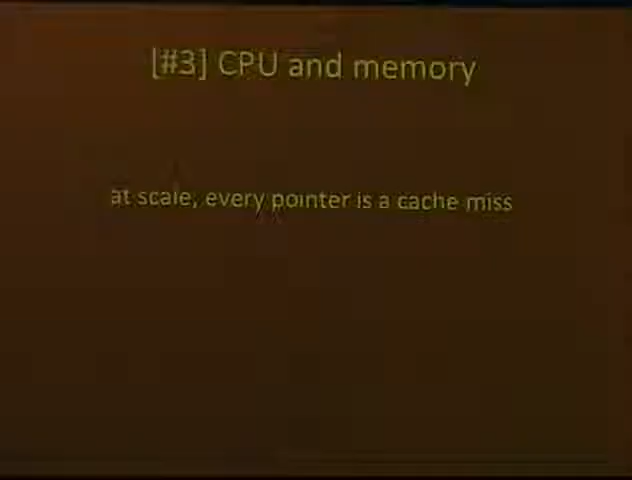 [#3] CPU and memory
at scale, every pointer is a cache miss